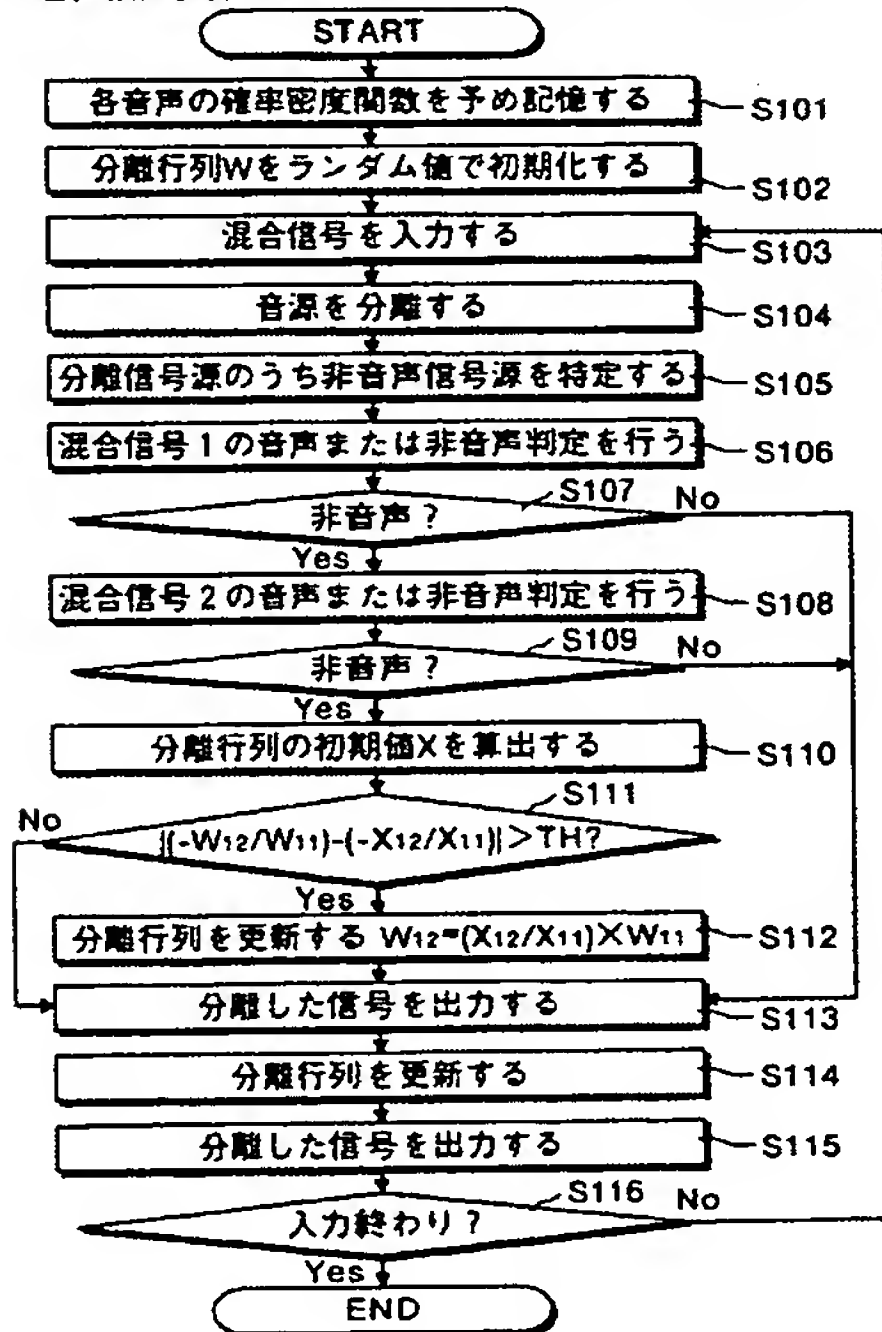 START
各音声の確率密度関数を予め記憶する
S101
分離行列Wをランダム値で初期化する
S102
混合信号を入力する
S103
音源を分離する
S104
分離信号源のうち非音声信号源を特定する
S105
混合信号1の音声または非音声判定を行う
S106
S107
非音声?
No
Yes
混合信号2の音声または非音声判定を行う
S108
S109
非音声?
No
Yes
分離行列の初期値Xを算出する
S110
S111
No
|(-W12/W11)-(-X12/X11)|>TH?
Yes
分離行列を更新する W12=(X12/X11)×W11
S112
分離した信号を出力する
S113
分離行列を更新する
S114
分離した信号を出力する
S115
S116
入力終わり?
No
Yes
END